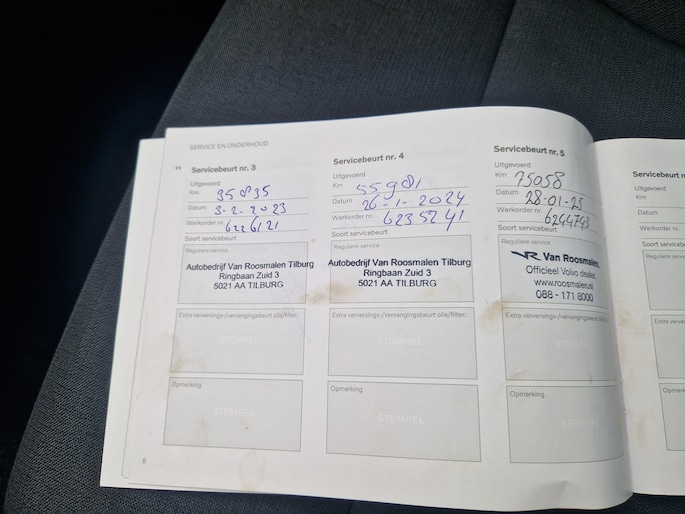 SERVICE EN ONDERHOUD
Servicebeurt nr. 3
Uitgevoerd
Km 35835
Datum 3-2-2023
Werkorder nr. 6226121
Soort servicebeurt
Reguliere service
Autobedrijf Van Roosmalen Tilburg
Ringbaan Zuid 3
5021 AA TILBURG
Extra verversings-/vervangingsbeurt olie/filter:
STEMPEL
Opmerking
STEMPEL
8
Servicebeurt nr. 4
Uitgevoerd
Km 55981
Datum 26-1-2024
Werkorder nr. 6235241
Soort servicebeurt
Reguliere service
Autobedrijf Van Roosmalen Tilburg
Ringbaan Zuid 3
5021 AA TILBURG
Extra verversings-/vervangingsbeurt olie/filter:
STEMPEL
Opmerking
STEMPEL
Servicebeurt nr. 5
Uitgevoerd
Km 75058
Datum 28-01-25
Werkorder nr. 6244743
Soort servicebeurt
Reguliere service
VR Van Roosmalen
Officieel Volvo dealer
www.roosmalen.nl
088 - 171 8000
Extra verversings-/vervangingsbeurt
STEMPEL
Opmerking
Servicebeurt
Uitgevoerd
Km
Datum
Werkorder nr.
Soort servicebeurt
Reguliere service
Extra
Opmerking